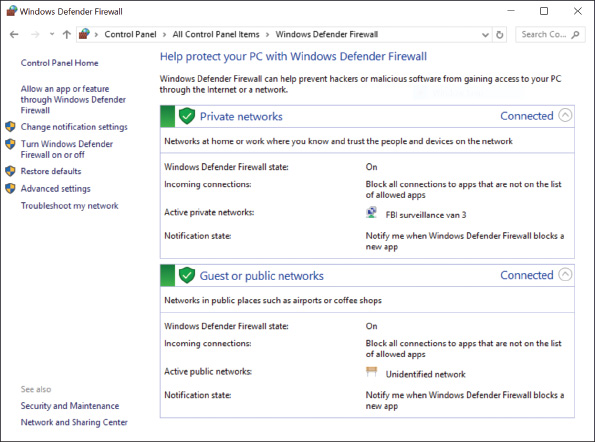 Windows Defender Firewall
Control Panel > All Control Panel Items > Windows Defender Firewall
Search Co...
Control Panel Home
Allow an app or feature
through Windows Defender
Firewall
Change notification settings
Turn Windows Defender
Firewall on or off
Restore defaults
Advanced settings
Troubleshoot my network
See also
Security and Maintenance
Network and Sharing Center
Help protect your PC with Windows Defender Firewall
Windows Defender Firewall can help prevent hackers or malicious software from gaining access to your PC
through the Internet or a network.
Private networks Connected
Networks at home or work where you know and trust the people and devices on the network
Windows Defender Firewall state: On
Incoming connections: Block all connections to apps that are not on the list
of allowed apps
Active private networks: FBI surveillance van 3
Notification state: Notify me when Windows Defender Firewall blocks a
new app
Guest or public networks Connected
Networks in public places such as airports or coffee shops
Windows Defender Firewall state: On
Incoming connections: Block all connections to apps that are not on the list
of allowed apps
Active public networks: Unidentified network
Notification state: Notify me when Windows Defender Firewall blocks a
new app